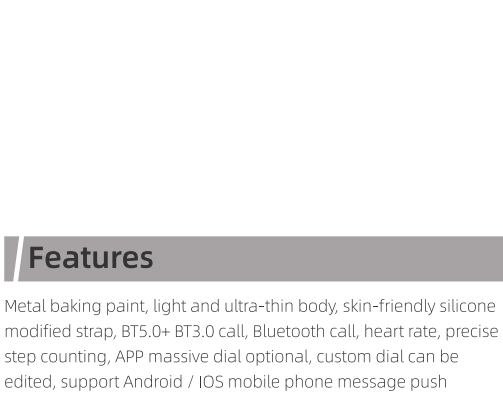 Features
Metal baking paint, light and ultra-thin body, skin-friendly silicone
modified strap, BT5.0+ BT3.0 call, Bluetooth call, heart rate, precise
step counting, APP massive dial optional, custom dial can be
edited, support Android / IOS mobile phone message push